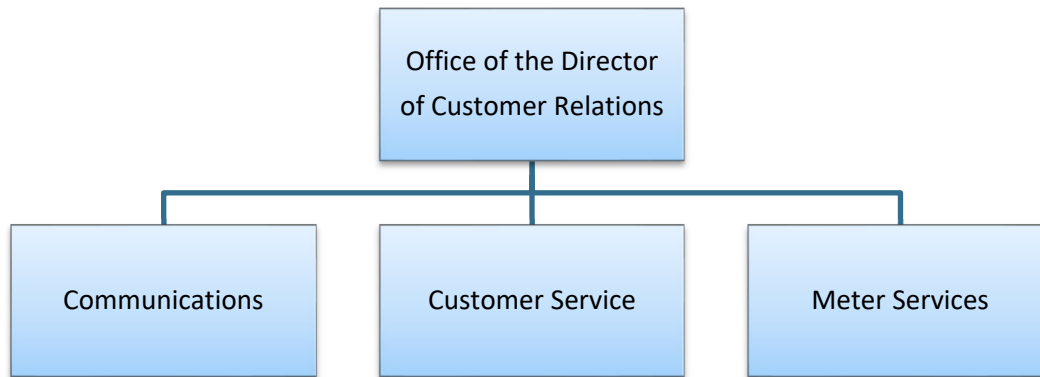 Office of the Director
of Customer Relations
Communications
Customer Service
Meter Services